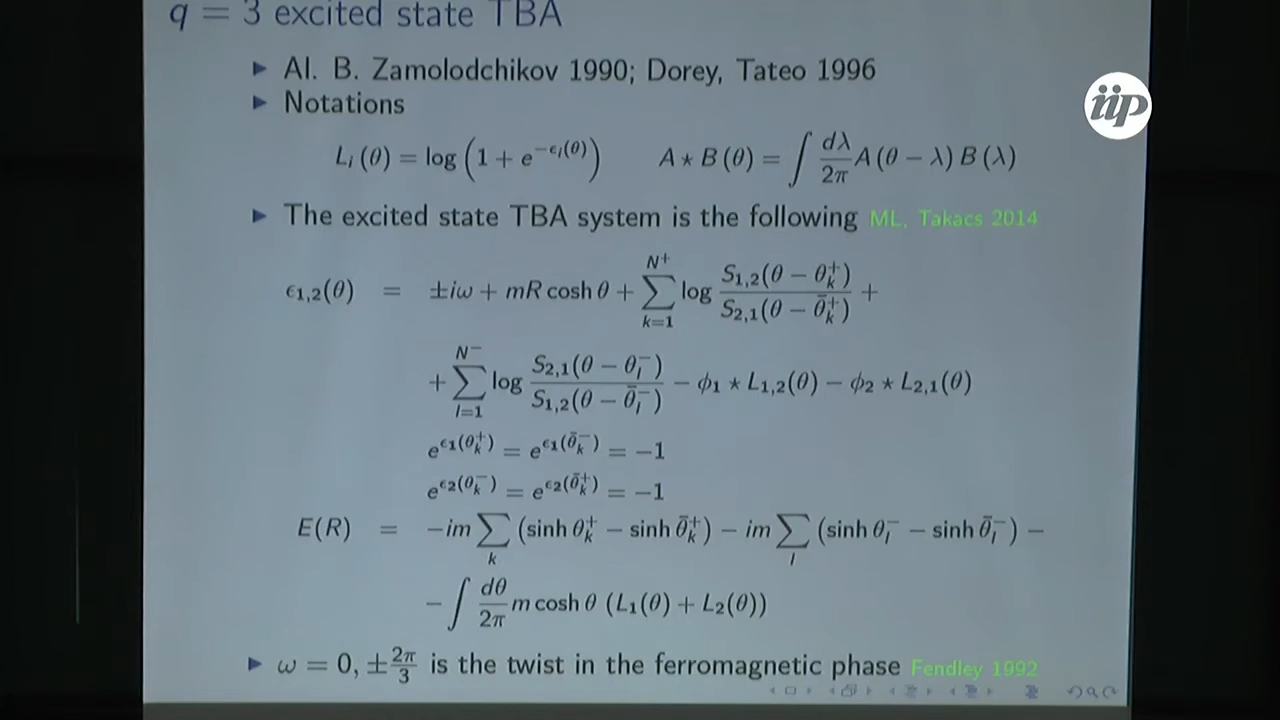 q = 3 excited state TBA
► Al. B. Zamolodchikov 1990; Dorey, Tateo 1996
iip
► Notations
L_i (θ) = log (1 + e^{−ϵ_i(θ)})    A ⋆ B (θ) = ∫ dλ/2π A (θ − λ) B (λ)
► The excited state TBA system is the following ML, Takacs 2014
ϵ_{1,2}(θ) = ±iω + mR cosh θ + ∑_{k=1}^{N^+} log S_{1,2}(θ − θ_k^+) / S_{2,1}(θ − θ̄_k^+) +
+ ∑_{l=1}^{N^−} log S_{2,1}(θ − θ_l^−) / S_{1,2}(θ − θ̄_l^−) − ϕ_1 ⋆ L_{1,2}(θ) − ϕ_2 ⋆ L_{2,1}(θ)
e^{ϵ_1(θ_k^+)} = e^{ϵ_1(θ̄_k^−)} = −1
e^{ϵ_2(θ_k^−)} = e^{ϵ_2(θ̄_k^+)} = −1
E(R) = −im ∑_k (sinh θ_k^+ − sinh θ̄_k^+) − im ∑_l (sinh θ_l^− − sinh θ̄_l^−) −
− ∫ dθ/2π m cosh θ (L_1(θ) + L_2(θ))
► ω = 0, ±2π/3 is the twist in the ferromagnetic phase Fendley 1992